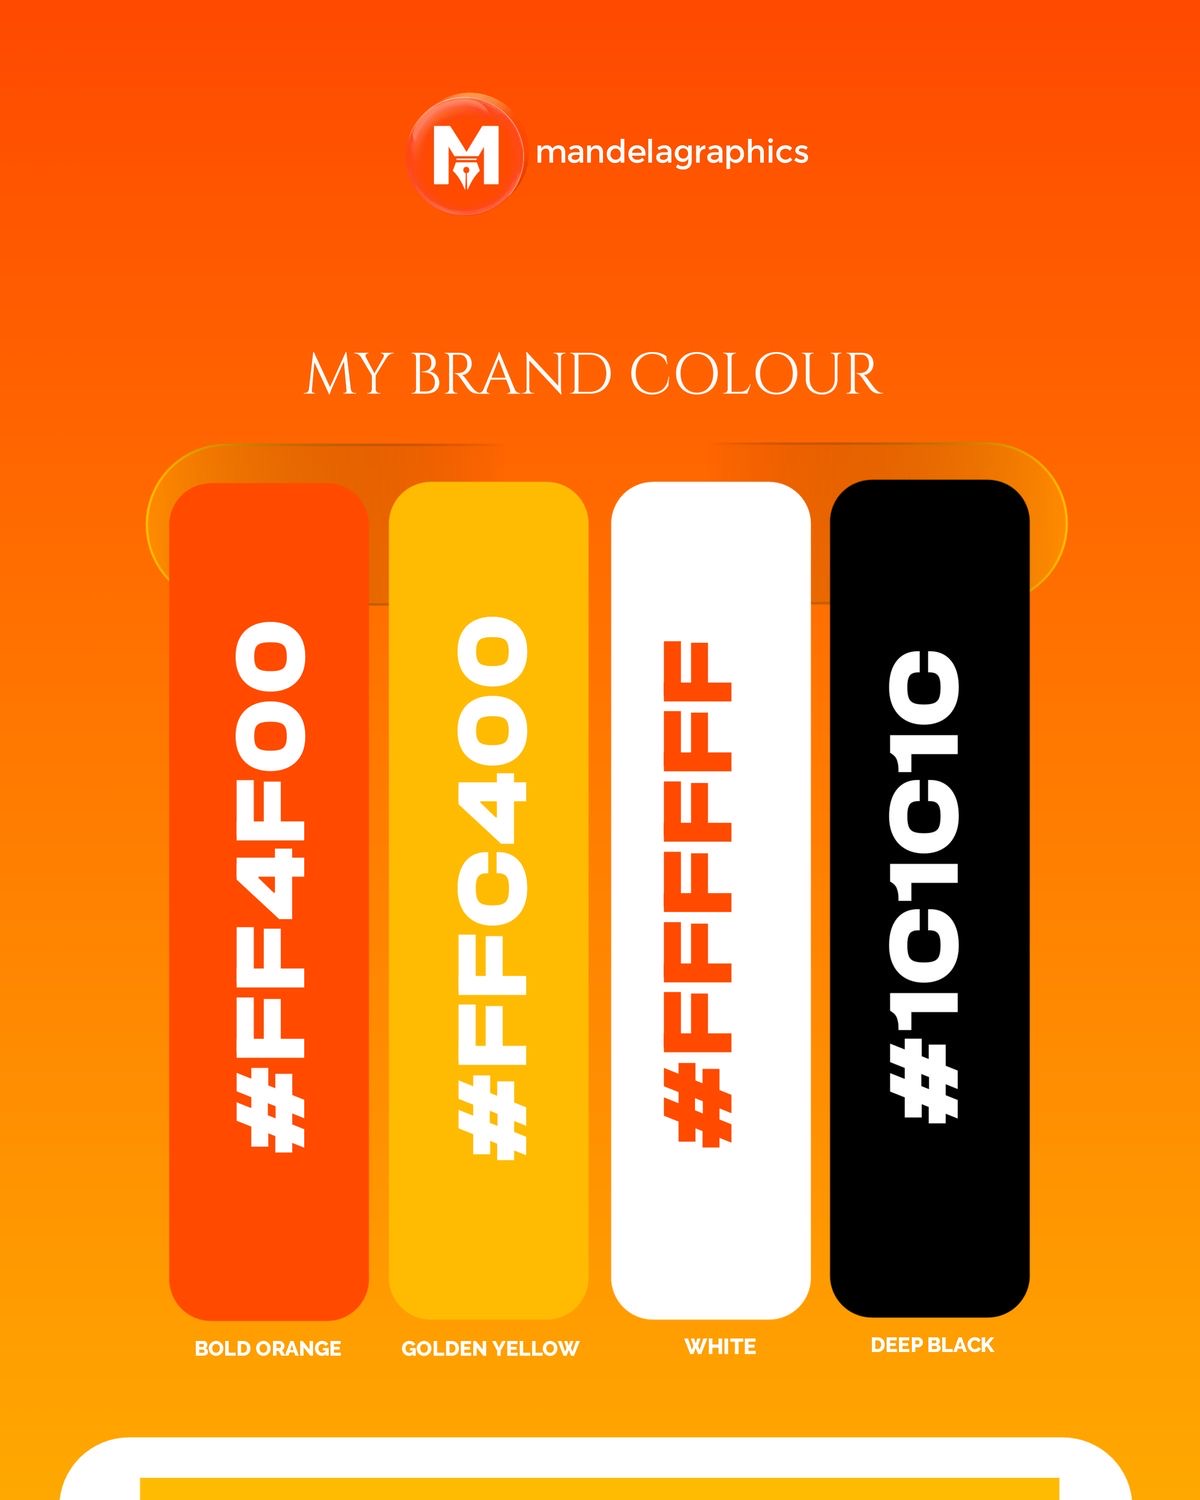 mandelagraphics
MY BRAND COLOUR
#FF4F00
#FFC400
#FFFFFF
#1C1C1C
BOLD ORANGE
GOLDEN YELLOW
WHITE
DEEP BLACK